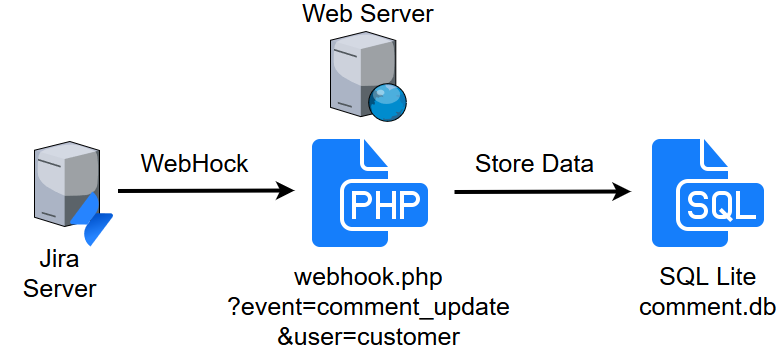 Web Server
WebHock
PHP
Store Data
SQL
Jira
Server
webhook.php
?event=comment_update
&user=customer
SQL Lite
comment.db